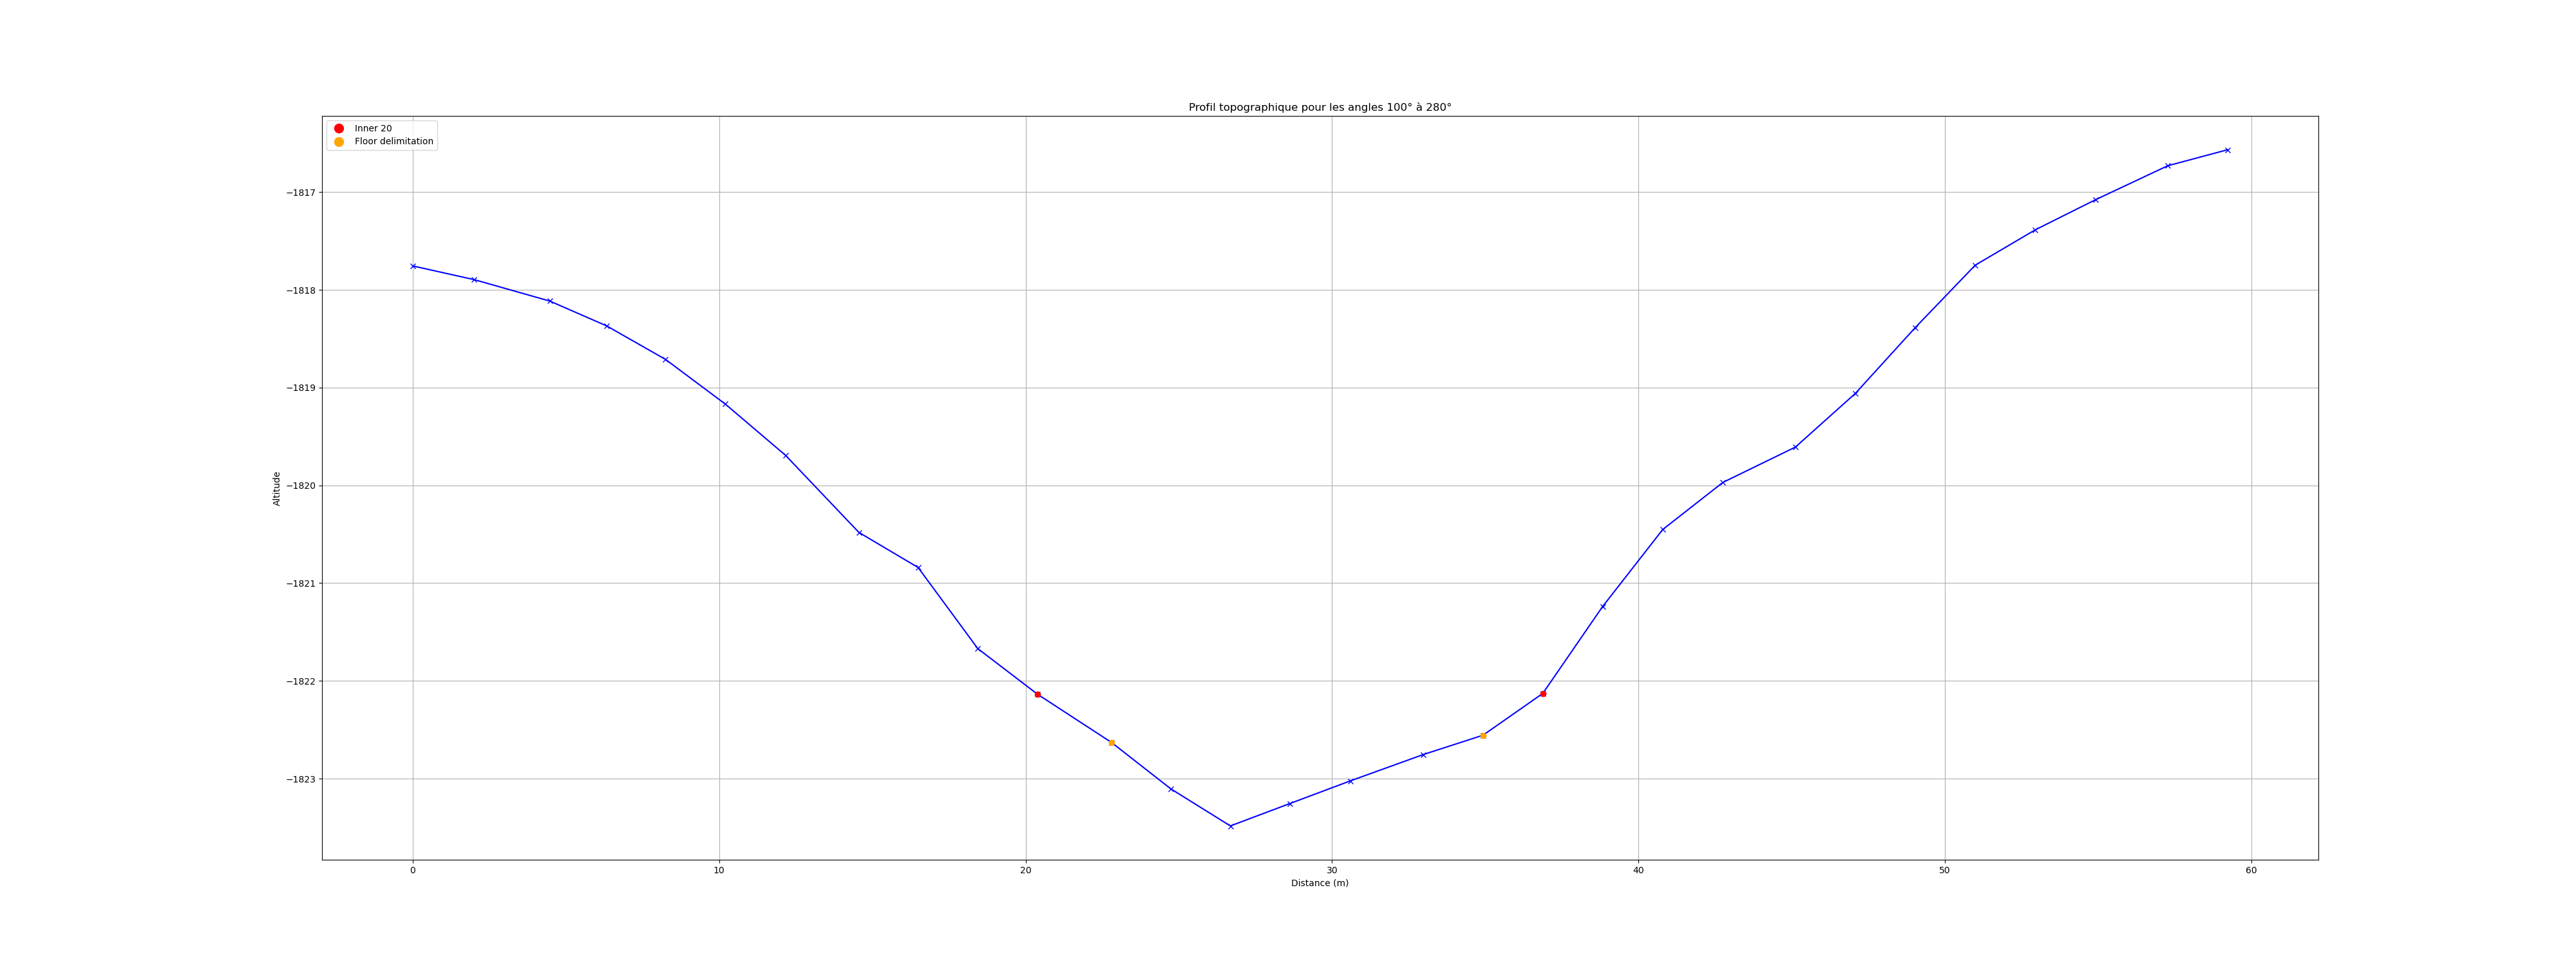 Profil topographique pour les angles 100° à 280°
Inner 20
Floor delimitation
Altitude
−1817
−1818
−1819
−1820
−1821
−1822
−1823
0 10 20 30 40 50 60
Distance (m)